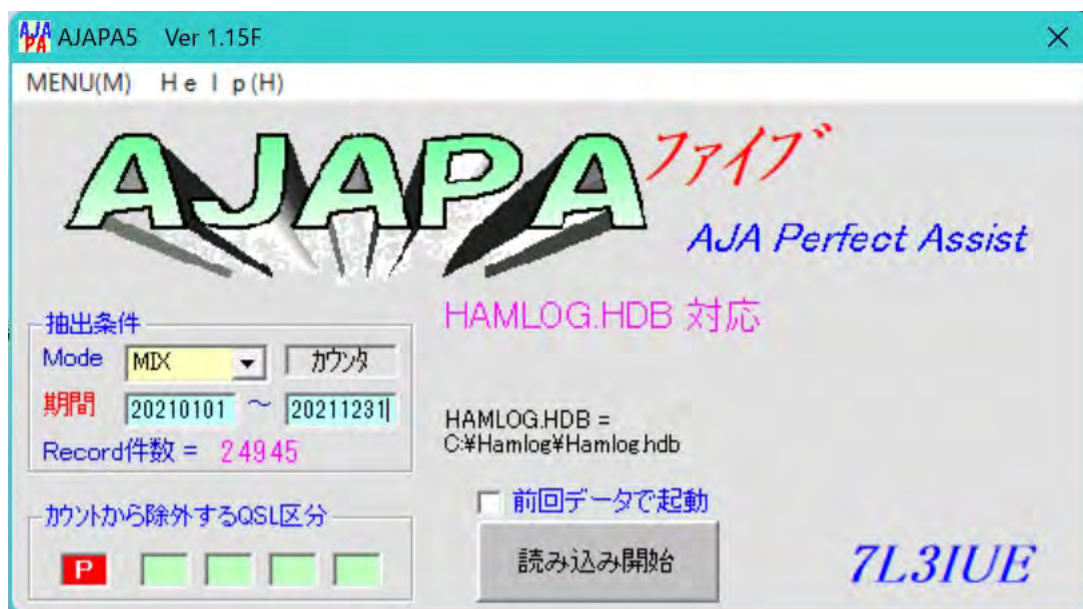 AJAPA5 Ver 1.15F
MENU(M) Help(H)
AJAPA ファイブ
AJA Perfect Assist
HAMLOG.HDB 対応
抽出条件
Mode MIX カウンタ
期間 20210101 ～ 20211231
Record件数 = 24945
HAMLOG.HDB =
C:¥Hamlog¥Hamlog.hdb
前回データで起動
カウントから除外するQSL区分
P
読み込み開始
7L3IUE